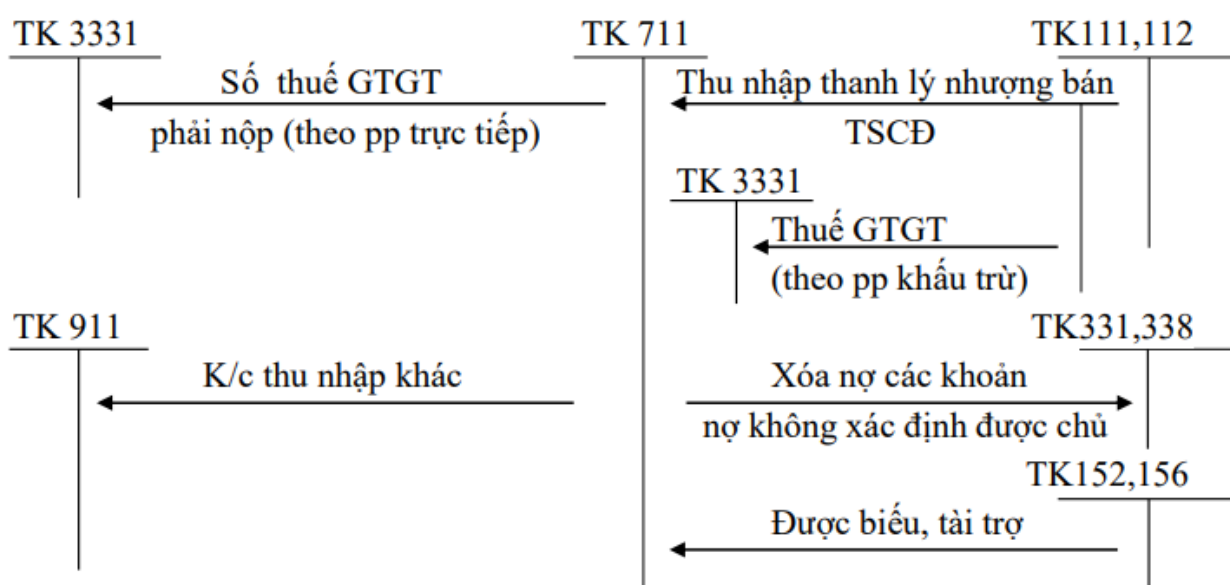 TK 3331
TK 711
TK111,112
Số thuế GTGT
Thu nhập thanh lý nhượng bán
phải nộp (theo pp trực tiếp)
TSCĐ
TK 3331
Thuế GTGT
(theo pp khấu trừ)
TK 911
TK331,338
K/c thu nhập khác
Xóa nợ các khoản
nợ không xác định được chủ
TK152,156
Được biếu, tài trợ